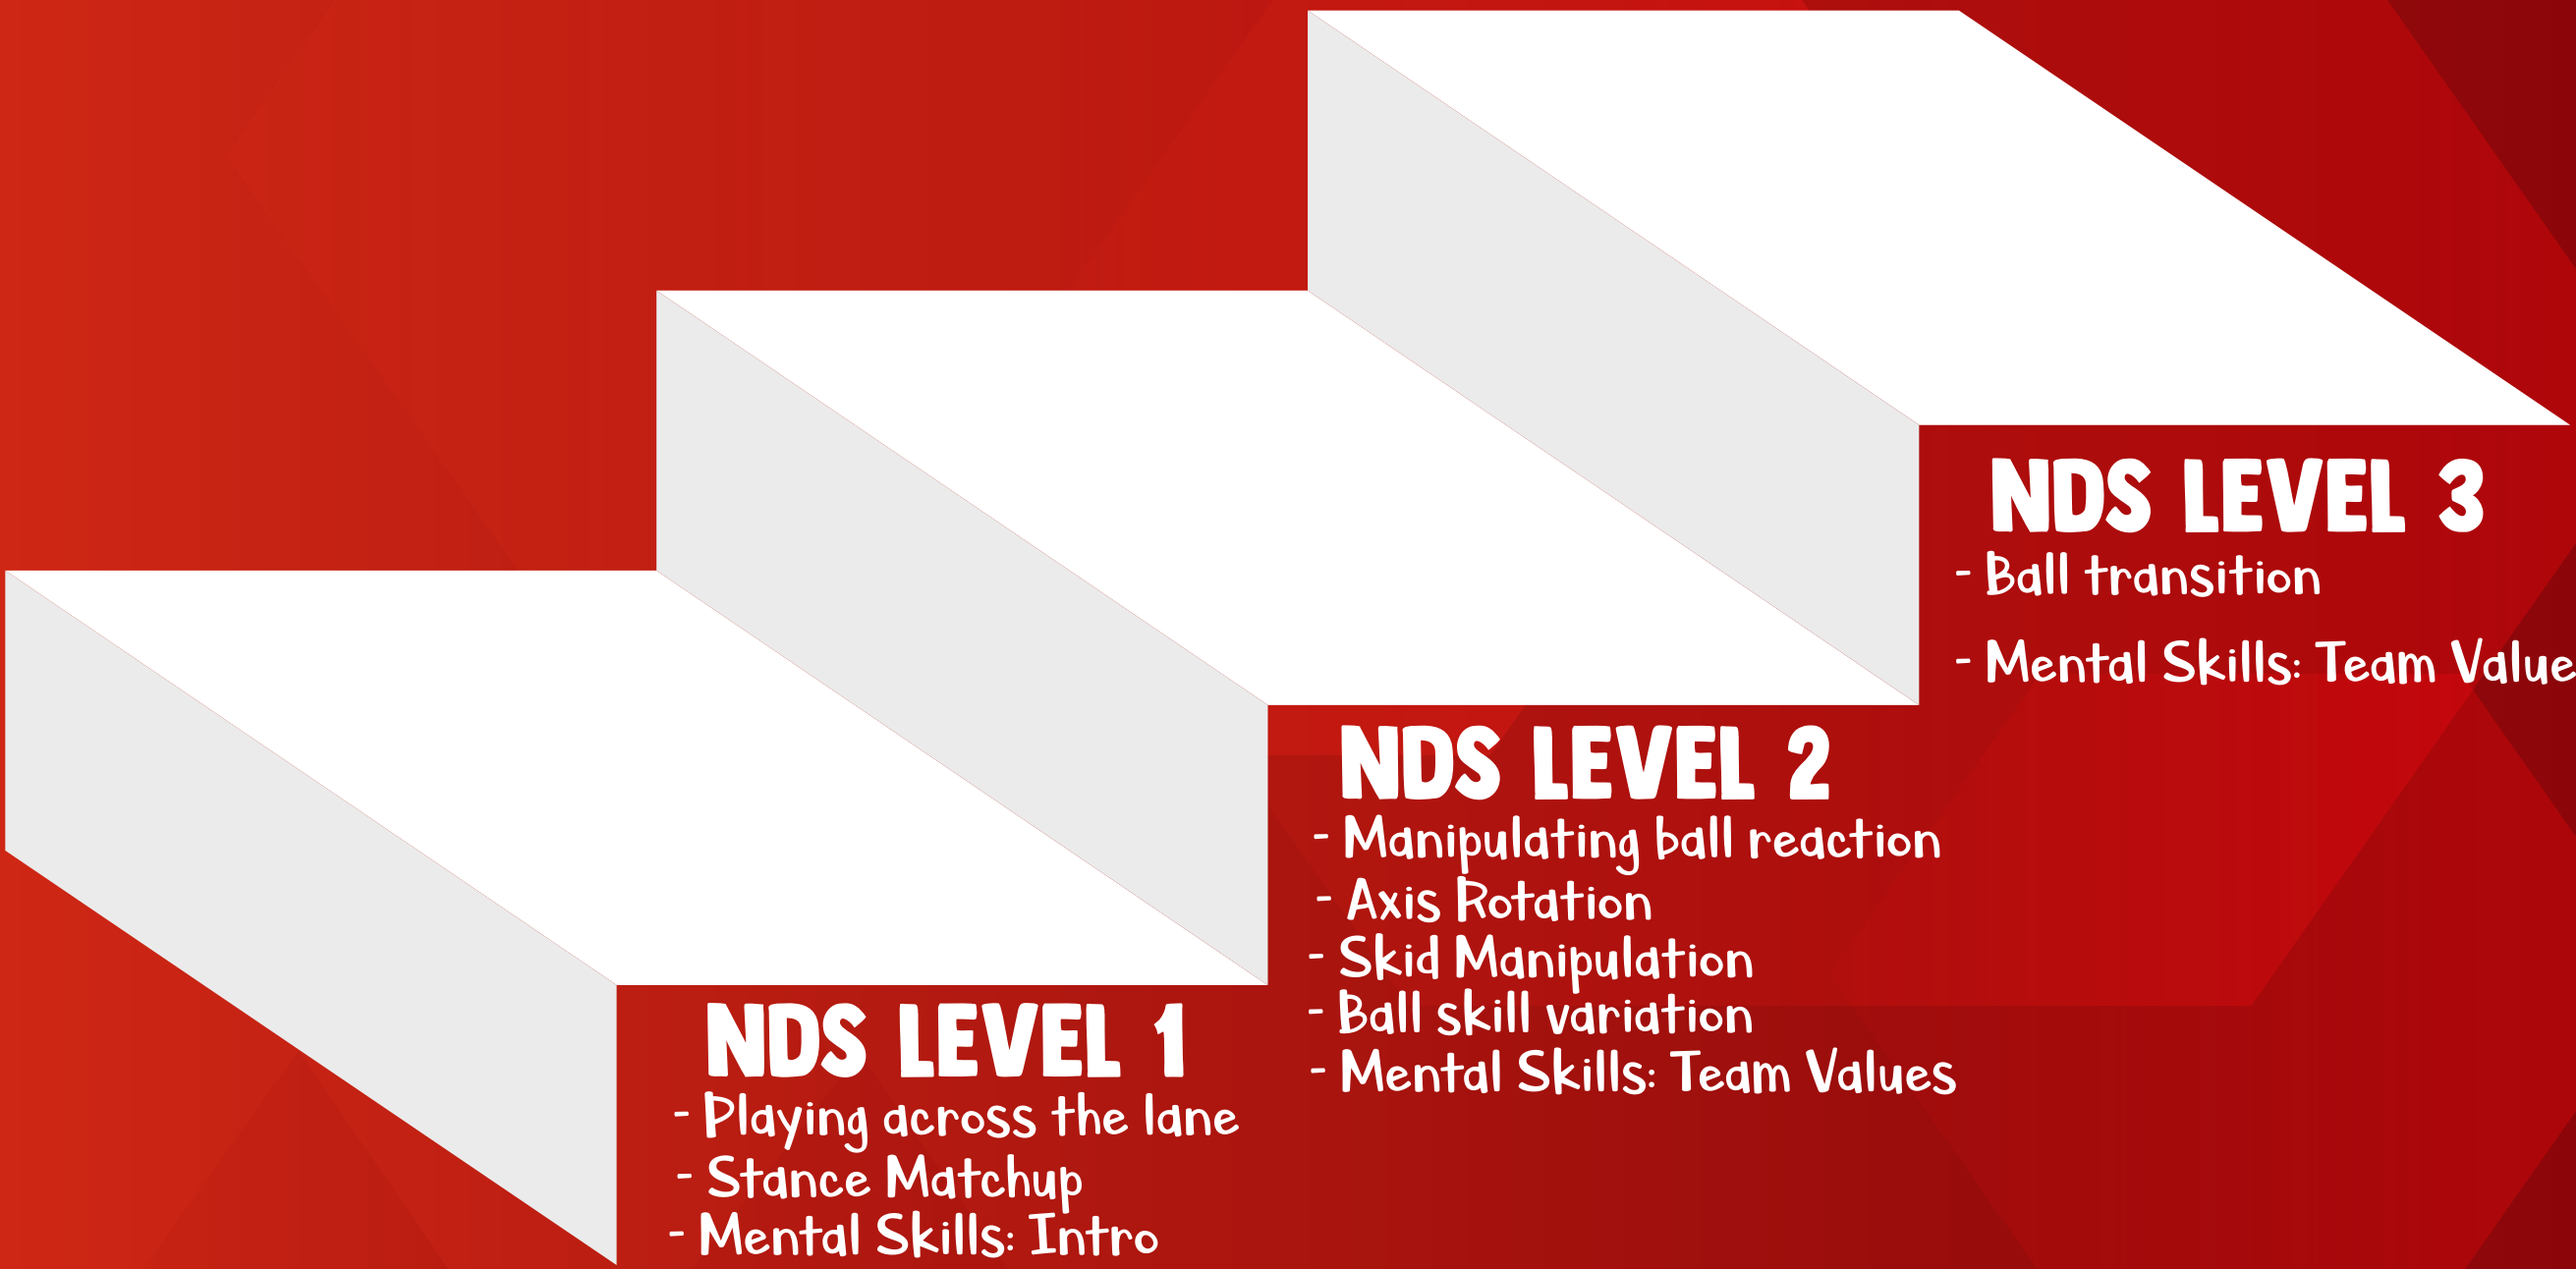 NDS LEVEL 3
- Ball transition
- Mental Skills: Team Value
NDS LEVEL 2
- Manipulating ball reaction
- Axis Rotation
- Skid Manipulation
- Ball skill variation
- Mental Skills: Team Values
NDS LEVEL 1
- Playing across the lane
- Stance Matchup
- Mental Skills: Intro